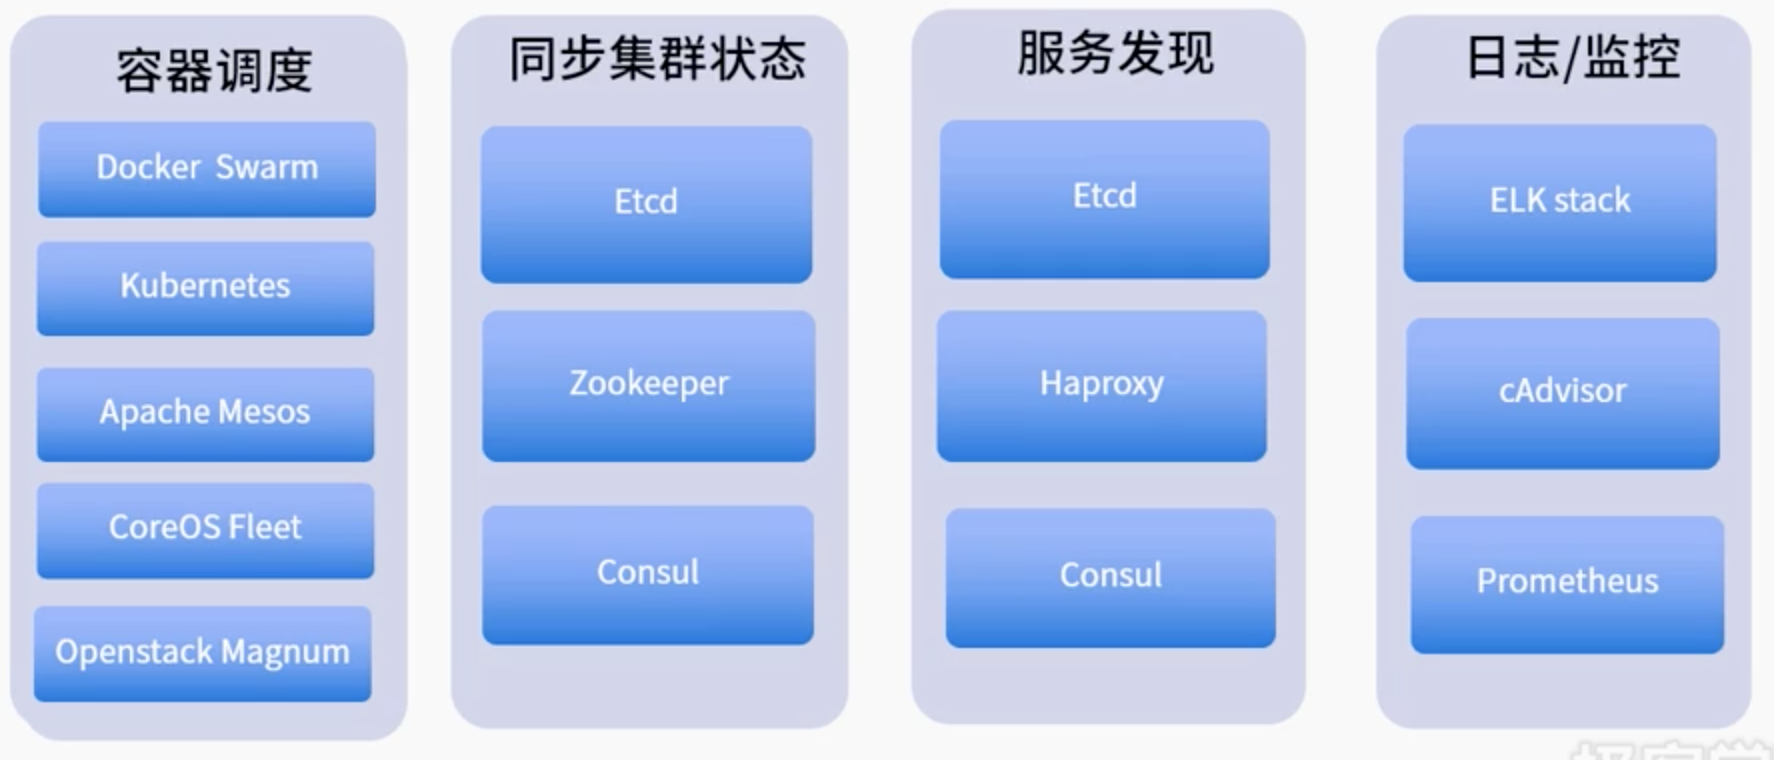 容器调度
Docker Swarm
Kubernetes
Apache Mesos
CoreOS Fleet
Openstack Magnum
同步集群状态
Etcd
Zookeeper
Consul
服务发现
Etcd
Haproxy
Consul
日志/监控
ELK stack
cAdvisor
Prometheus